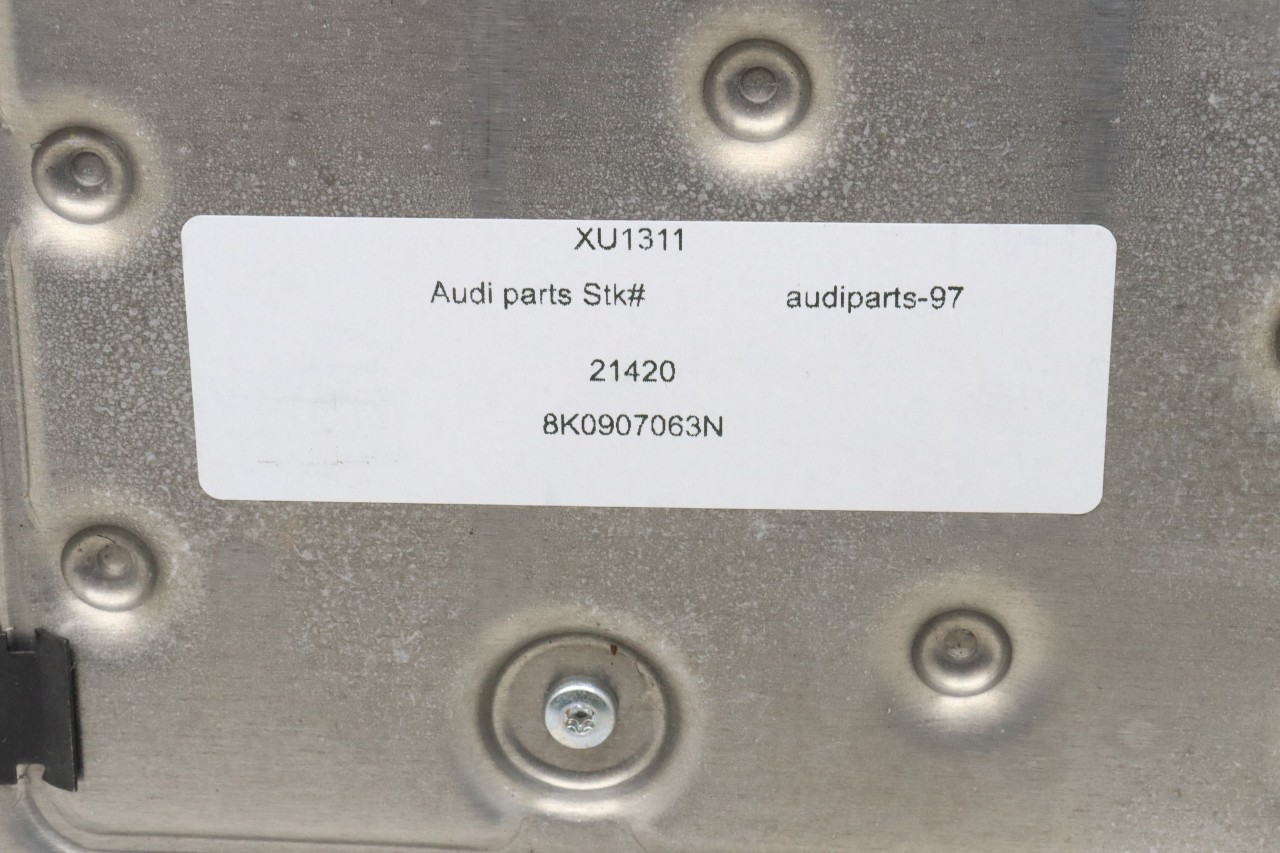 XU1311
Audi parts Stk# audiparts-97
21420
8K0907063N